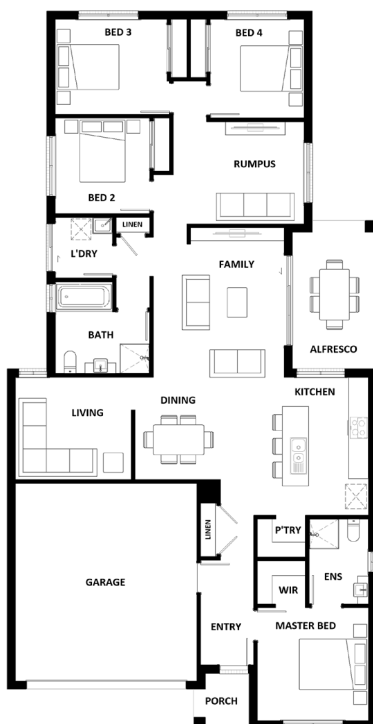 BED 3
BED 4
RUMPUS
BED 2
LINEN
L'DRY
FAMILY
BATH
ALFRESCO
KITCHEN
LIVING
DINING
LINEN
P'TRY
GARAGE
ENS
WIR
ENTRY
MASTER BED
PORCH